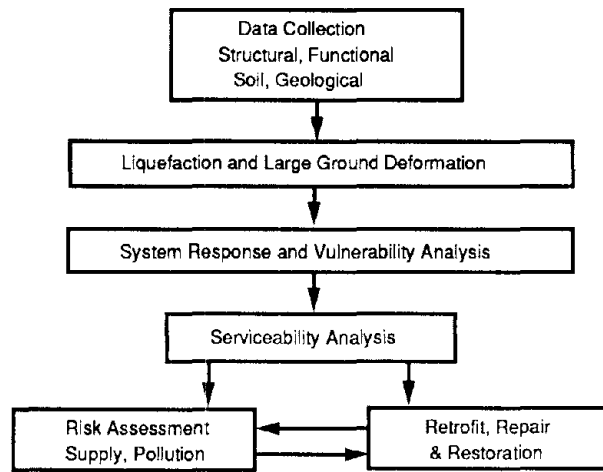 Data Collection
Structural, Functional
Soil, Geological
Liquefaction and Large Ground Deformation
System Response and Vulnerability Analysis
Serviceability Analysis
Risk Assessment
Supply, Pollution
Retrofit, Repair
& Restoration